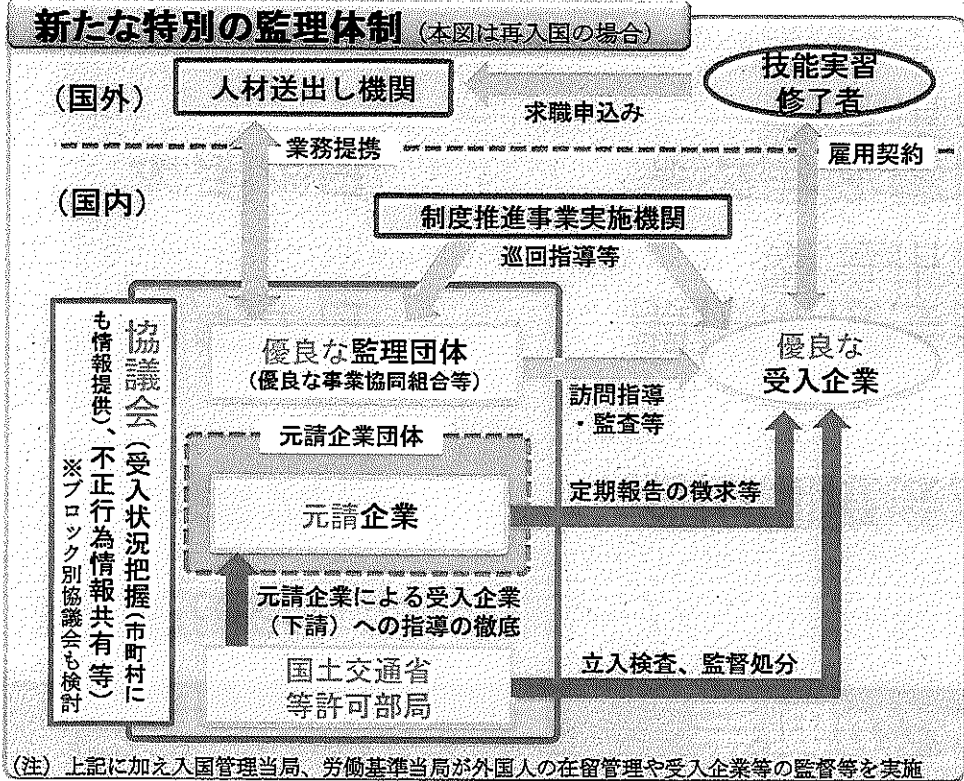 新たな特別の監理体制（本図は再入国の場合）
（国外）
人材送出し機関
求職申込み
技能実習
修了者
業務提携
雇用契約
（国内）
制度推進事業実施機関
巡回指導等
協議会（受入状況把握（市町村に
も情報提供）、不正行為情報共有 等）
※ブロック別協議会も検討
優良な監理団体
（優良な事業協同組合等）
訪問指導
・監査等
優良な
受入企業
元請企業団体
元請企業
定期報告の徴求等
元請企業による受入企業
（下請）への指導の徹底
国土交通省
等許可部局
立入検査、監督処分
（注） 上記に加え入国管理当局、労働基準当局が外国人の在留管理や受入企業等の監督等を実施